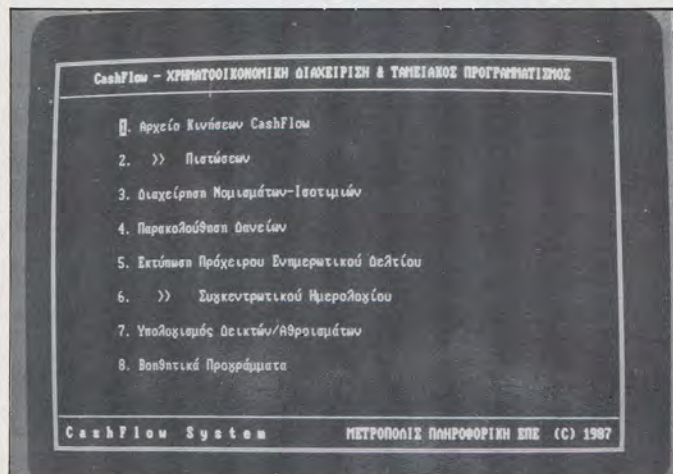 CashFlow - ΧΡΗΜΑΤΟΟΙΚΟΝΟΜΙΚΗ ΔΙΑΧΕΙΡΙΣΗ & ΤΑΜΕΙΑΚΟΣ ΠΡΟΓΡΑΜΜΑΤΙΣΜΟΣ
1. Αρχείο Κινήσεων CashFlow
2. >> Πιστώσεων
3. Διαχείρηση Νομισμάτων-Ισοτιμιών
4. Παρακολούθηση Δανείων
5. Εκτύπωση Πρόχειρου Ενημερωτικού Δελτίου
6. >> Συγκεντρωτικού Ημερολογίου
7. Υπολογισμός Δεικτών/Αθροισμάτων
8. Βοηθητικά Προγράμματα
CashFlow System ΜΕΤΡΟΠΟΛΙΣ ΠΛΗΡΟΦΟΡΙΚΗ ΕΠΕ (C) 1987